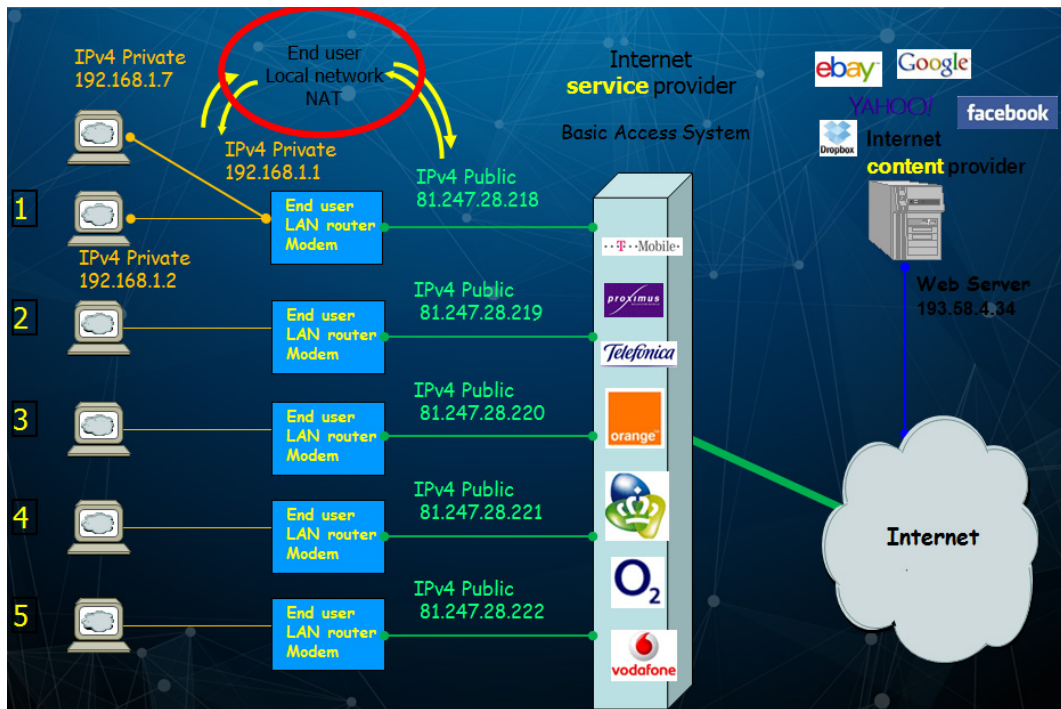 IPv4 Private
192.168.1.7
End user
Local network
NAT
Internet
service provider
Basic Access System
ebay
Google
YAHOO!
facebook
Dropbox
Internet
content provider
IPv4 Private
192.168.1.1
IPv4 Public
81.247.28.218
1
End user
LAN router
Modem
T-Mobile
IPv4 Private
192.168.1.2
Web Server
193.58.4.34
2
End user
LAN router
Modem
IPv4 Public
81.247.28.219
proximus
Telefónica
3
End user
LAN router
Modem
IPv4 Public
81.247.28.220
orange
4
End user
LAN router
Modem
IPv4 Public
81.247.28.221
Internet
5
End user
LAN router
Modem
IPv4 Public
81.247.28.222
O2
vodafone